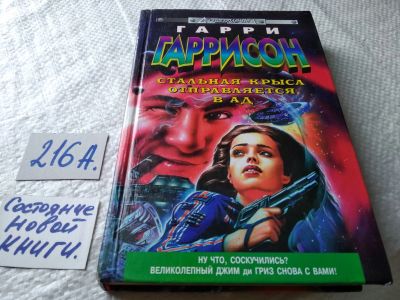 ГАРРИ
ГАРРИСОН
СТАЛЬНАЯ КРЫСА
ОТПРАВЛЯЕТСЯ
В АД
216А.
Состояние
новой
книги.
НУ ЧТО, СОСКУЧИЛИСЬ?
ВЕЛИКОЛЕПНЫЙ ДЖИМ ди ГРИЗ СНОВА С ВАМИ!